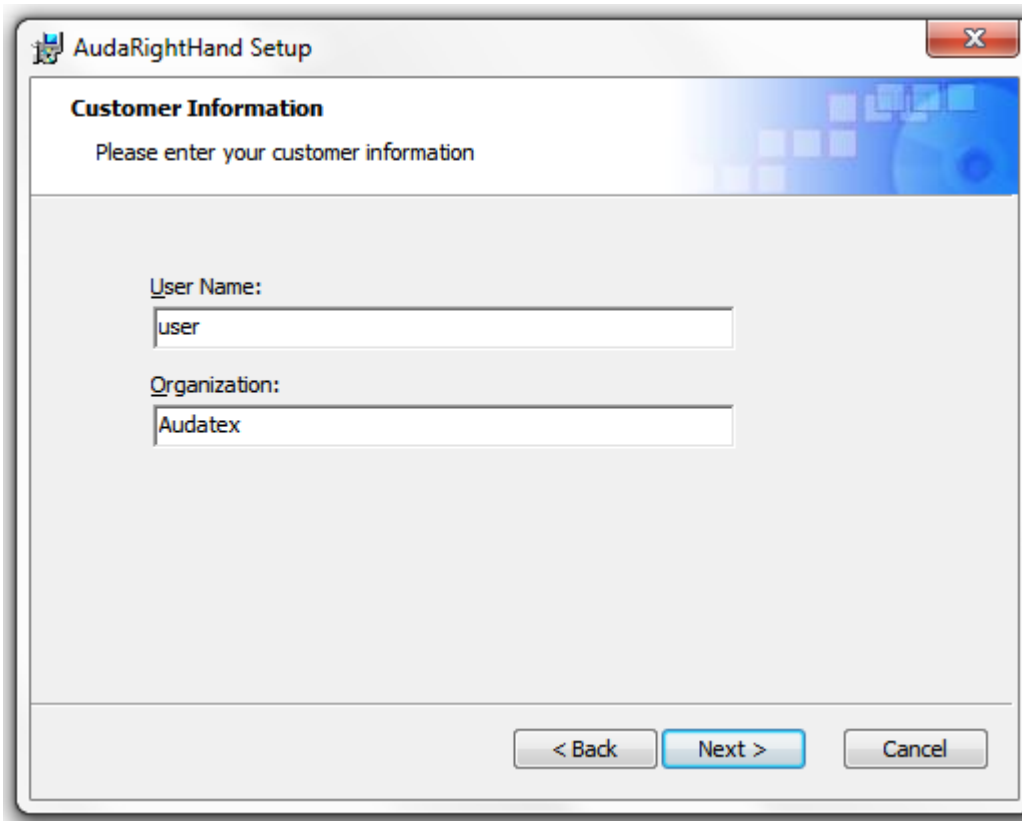 AudaRightHand Setup
Customer Information
Please enter your customer information
User Name:
user
Organization:
Audatex
< Back Next > Cancel